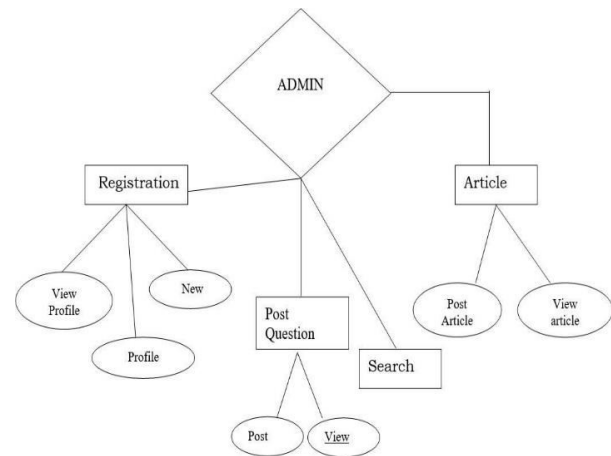 ADMIN
Registration
Article
View
Profile
New
Profile
Post
Question
Search
Post
Article
View
article
Post
View